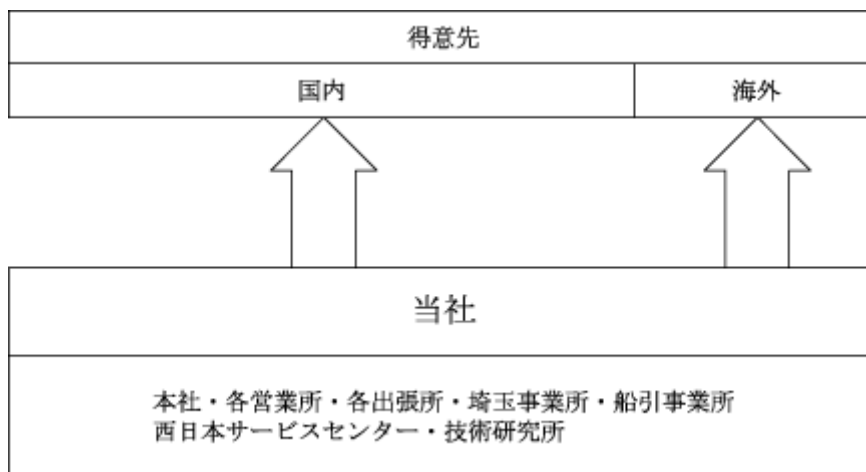 得意先
国内
海外
当社
本社・各営業所・各出張所・埼玉事業所・船引事業所
西日本サービスセンター・技術研究所